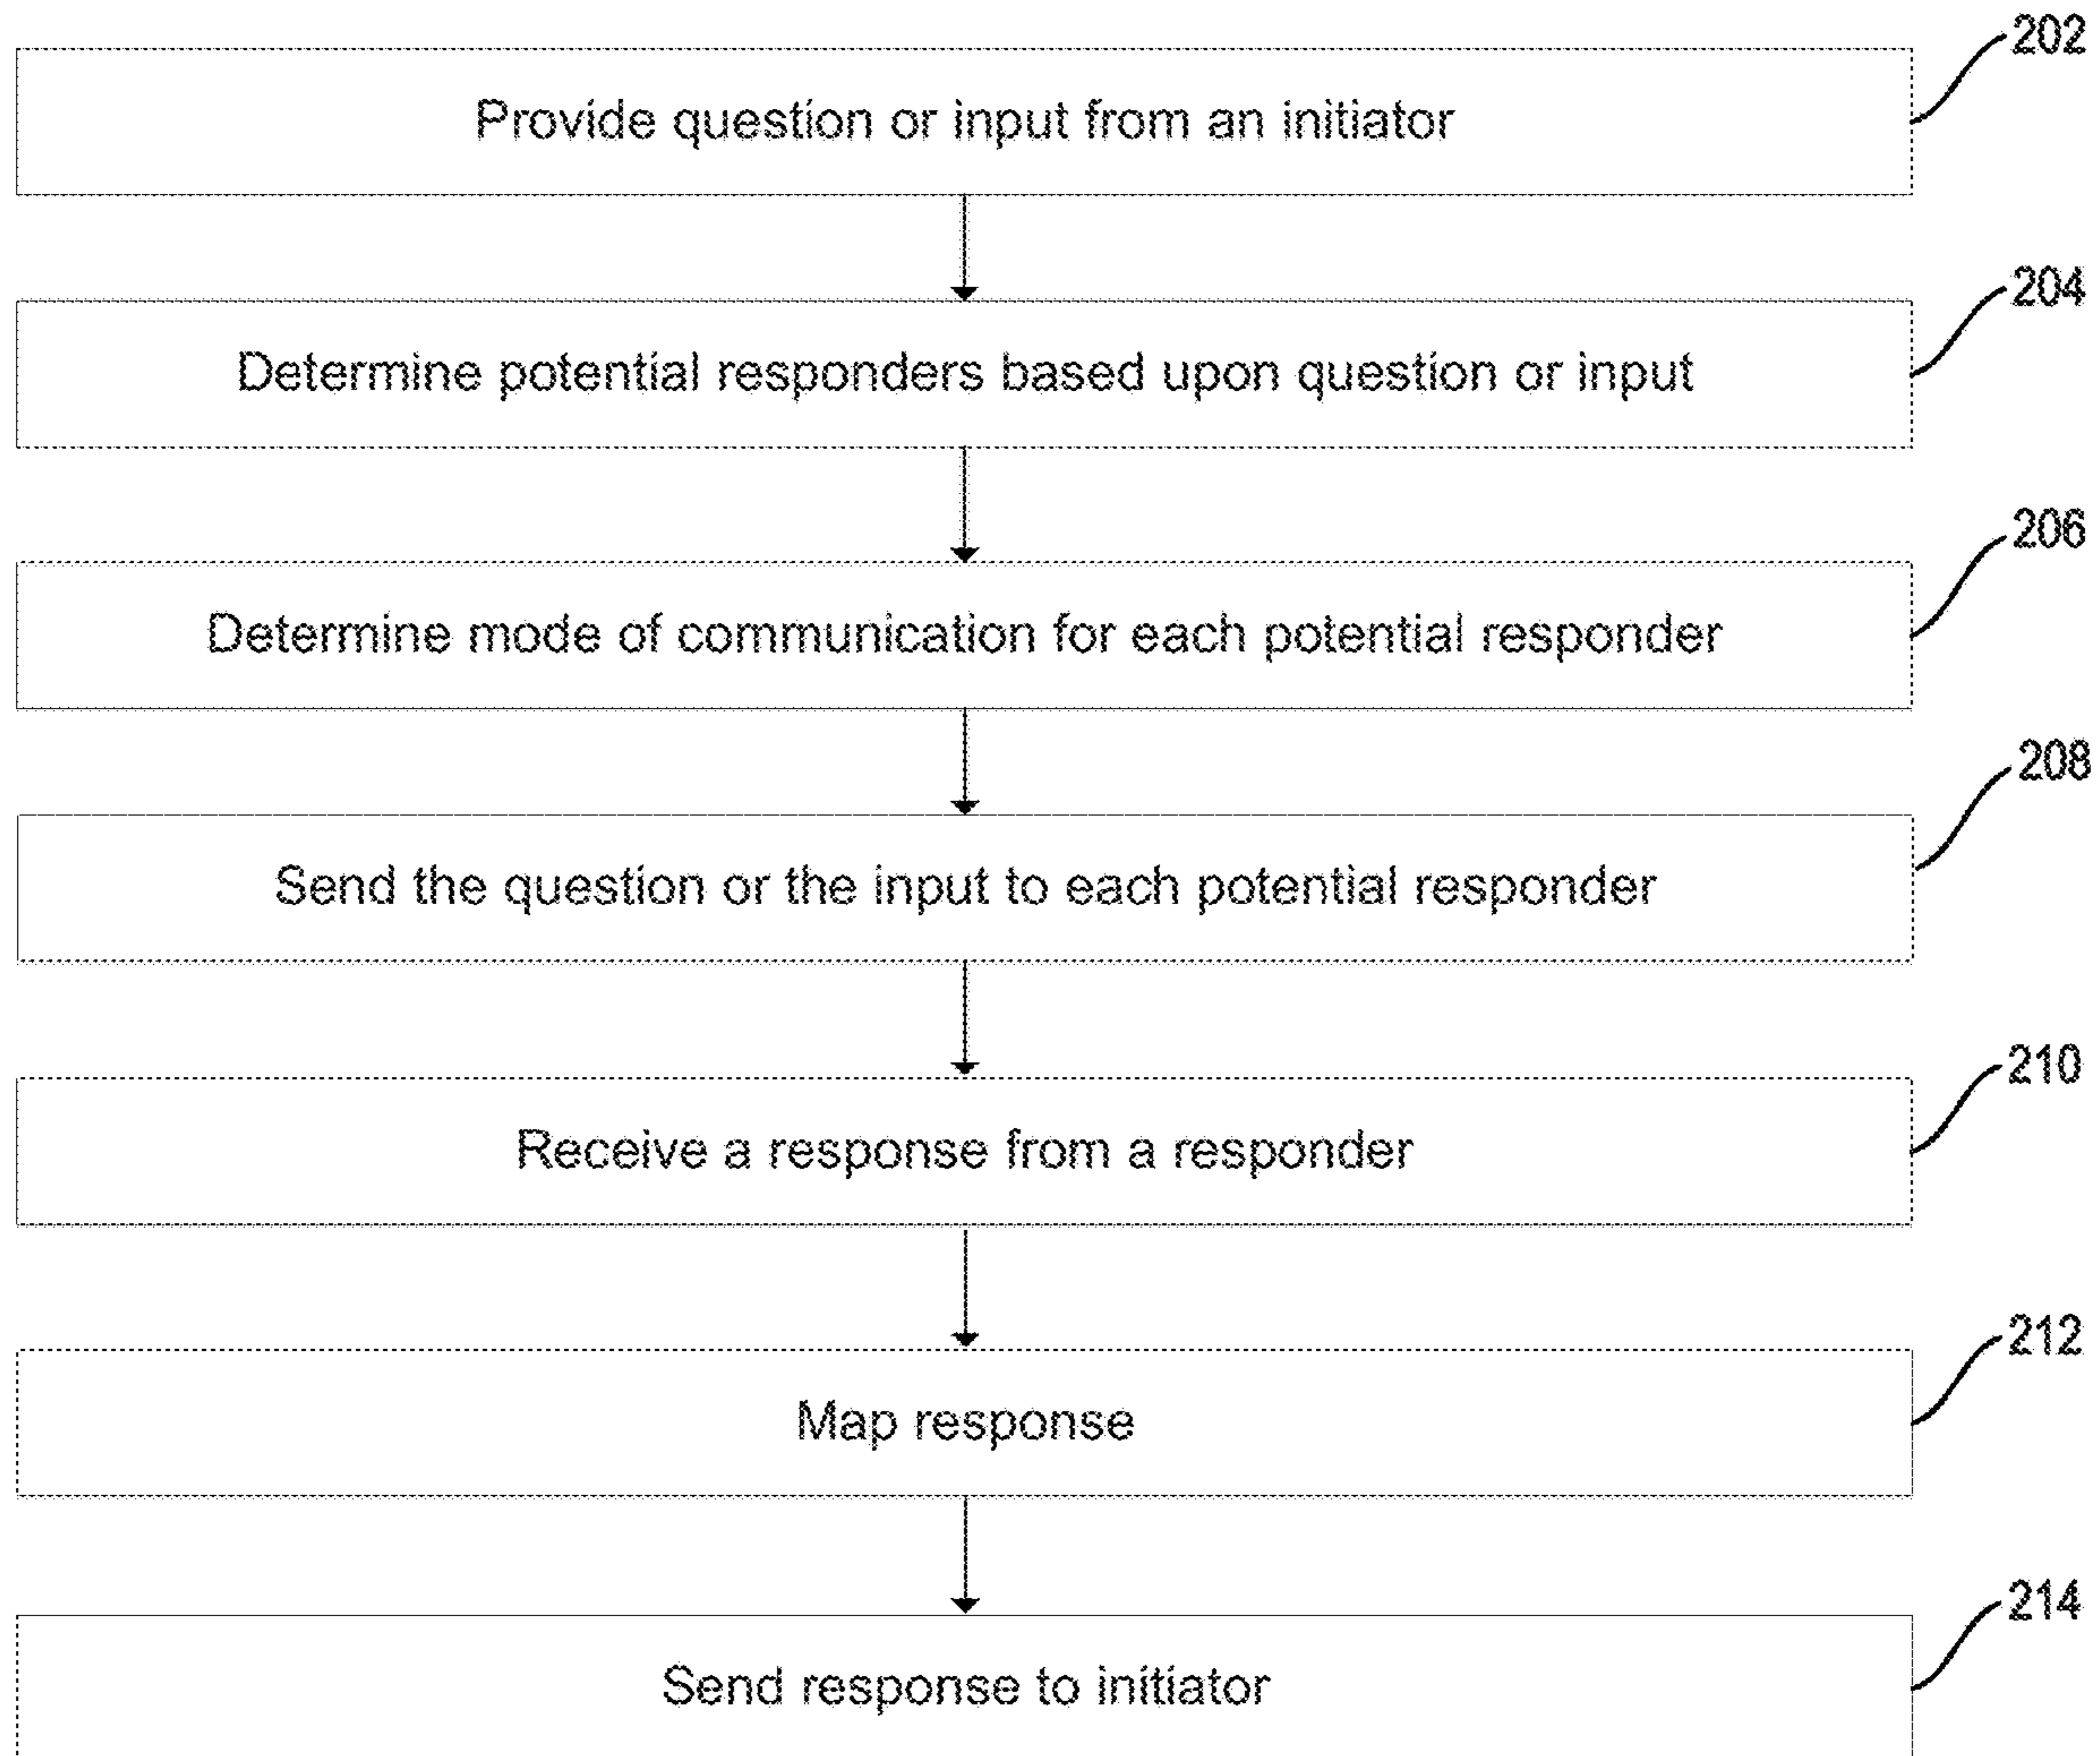 202
Provide question or input from an initiator
204
Determine potential responders based upon question or input
206
Determine mode of communication for each potential responder
208
Send the question or the input to each potential responder
210
Receive a response from a responder
212
Map response
214
Send response to initiator